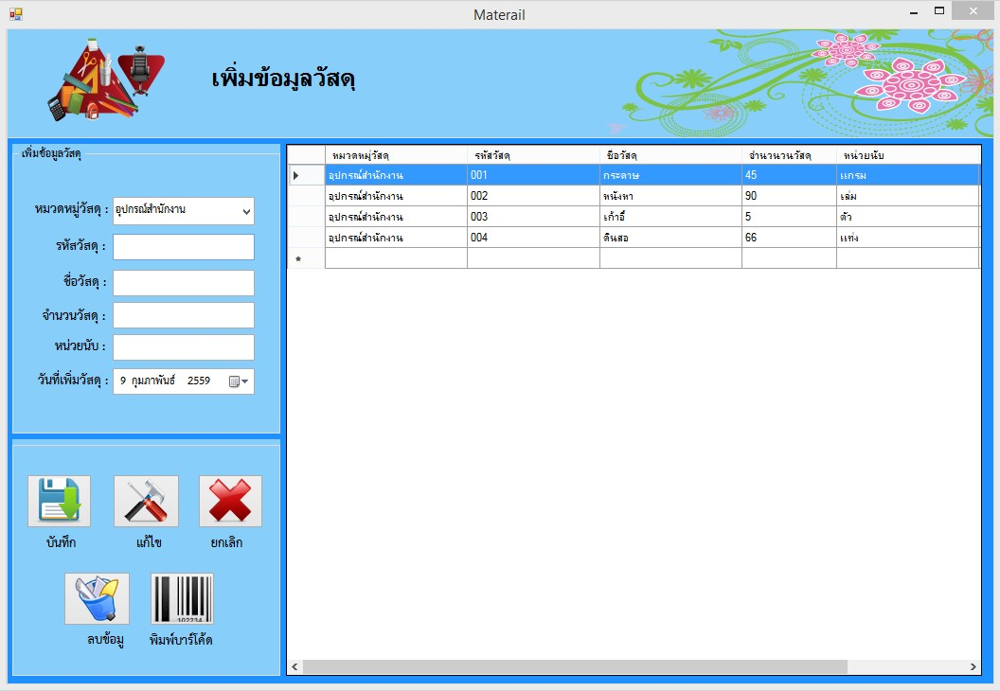 Materail
เพิ่มข้อมูลวัสดุ
เพิ่มข้อมูลวัสดุ
หมวดหมู่วัสดุ : อุปกรณ์สำนักงาน
รหัสวัสดุ :
ชื่อวัสดุ :
จำนวนวัสดุ :
หน่วยนับ :
วันที่เพิ่มวัสดุ : 9 กุมภาพันธ์ 2559
หมวดหมู่วัสดุ รหัสวัสดุ ชื่อวัสดุ จำนวนวนวัสดุ หน่วยนับ
อุปกรณ์สำนักงาน 001 กระดาษ 45 แกรม
อุปกรณ์สำนักงาน 002 หนังหา 90 เล่ม
อุปกรณ์สำนักงาน 003 เก้าอี้ 5 ตัว
อุปกรณ์สำนักงาน 004 ดินสอ 66 แท่ง
บันทึก แก้ไข ยกเลิก
102234
ลบข้อมู พิมพ์บาร์โค้ด